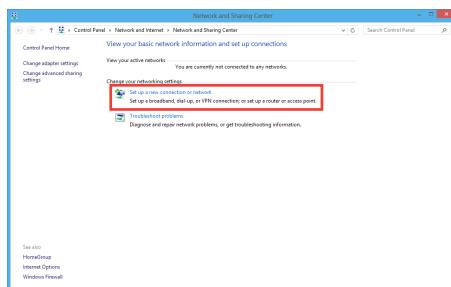 Network and Sharing Center
Control Panel › Network and Internet › Network and Sharing Center
Search Control Panel
Control Panel Home
Change adapter settings
Change advanced sharing
settings
View your basic network information and set up connections
View your active networks
You are currently not connected to any networks.
Change your networking settings
Set up a new connection or network
Set up a broadband, dial-up, or VPN connection; or set up a router or access point.
Troubleshoot problems
Diagnose and repair network problems, or get troubleshooting information.
See also
HomeGroup
Internet Options
Windows Firewall